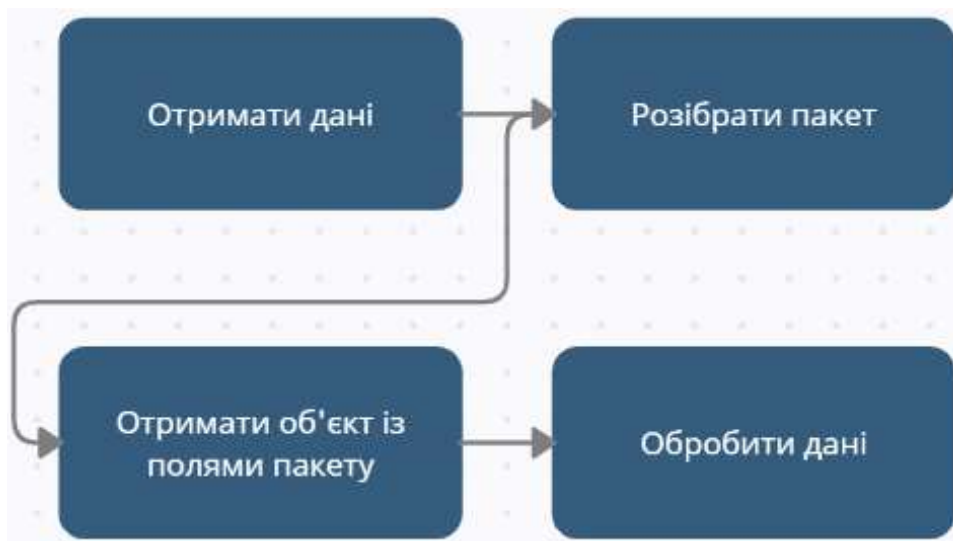 Отримати дані
Розібрати пакет
Отримати об'єкт із
полями пакету
Обробити дані